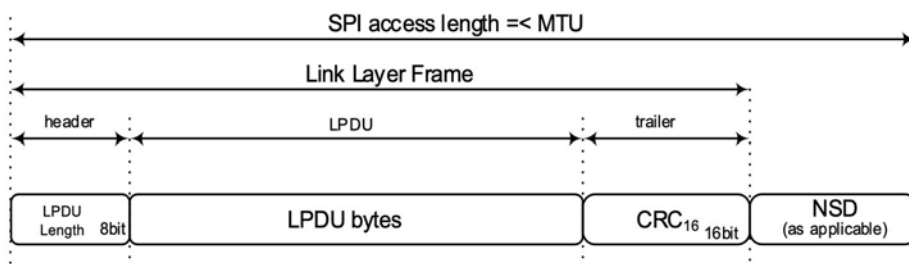 SPI access length =< MTU
Link Layer Frame
header LPDU trailer
LPDU Length 8bit
LPDU bytes
CRC16 16bit
NSD
(as applicable)